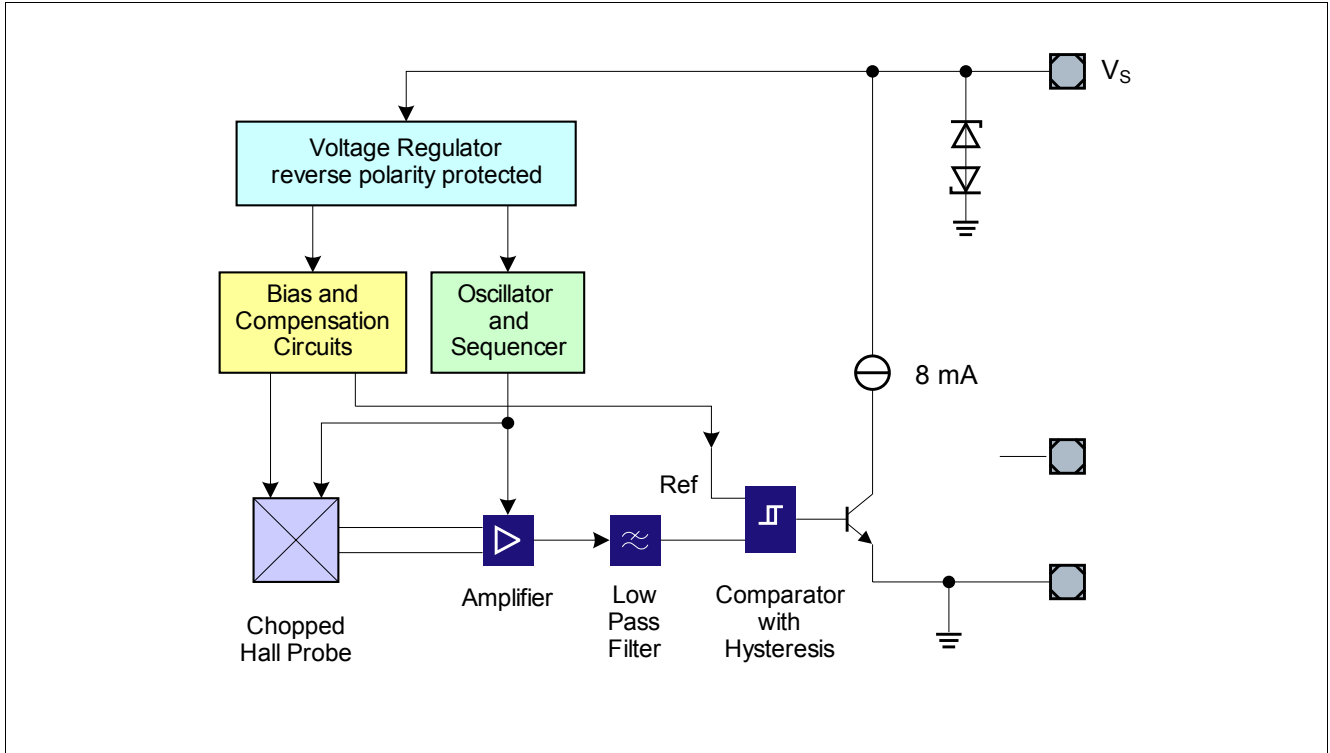 V_S
Voltage Regulator
reverse polarity protected
Bias and
Compensation
Circuits
Oscillator
and
Sequencer
8 mA
Ref
Amplifier
Low
Pass
Filter
Comparator
with
Hysteresis
Chopped
Hall Probe